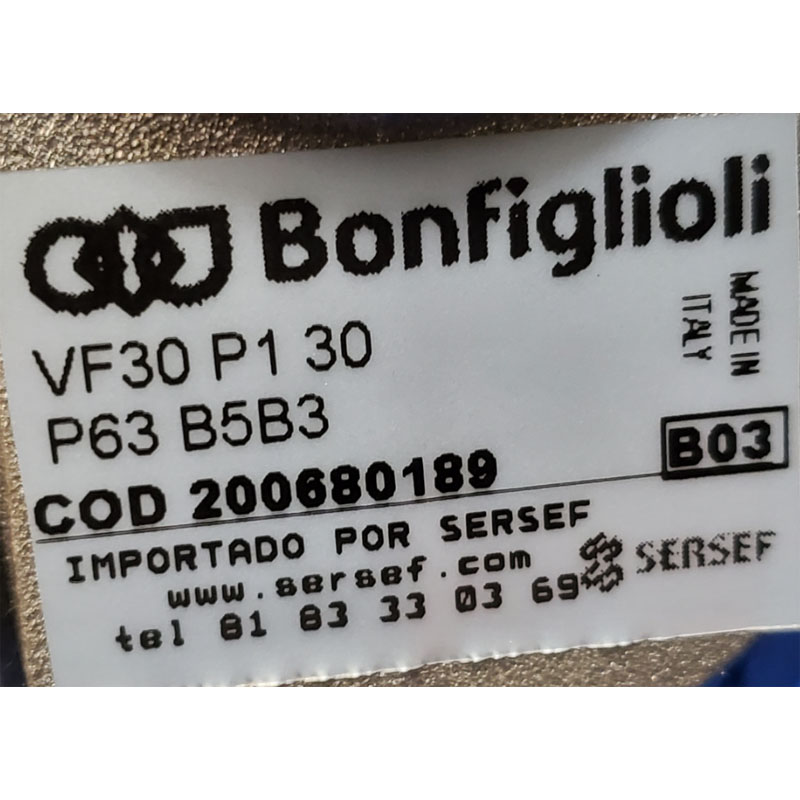 Bonfiglioli
MADE IN
ITALY
VF30 P1 30
P63 B5B3
B03
COD 200680189
IMPORTADO POR SERSEF
www.sersef.com
SERSEF
tel 81 83 33 03 69